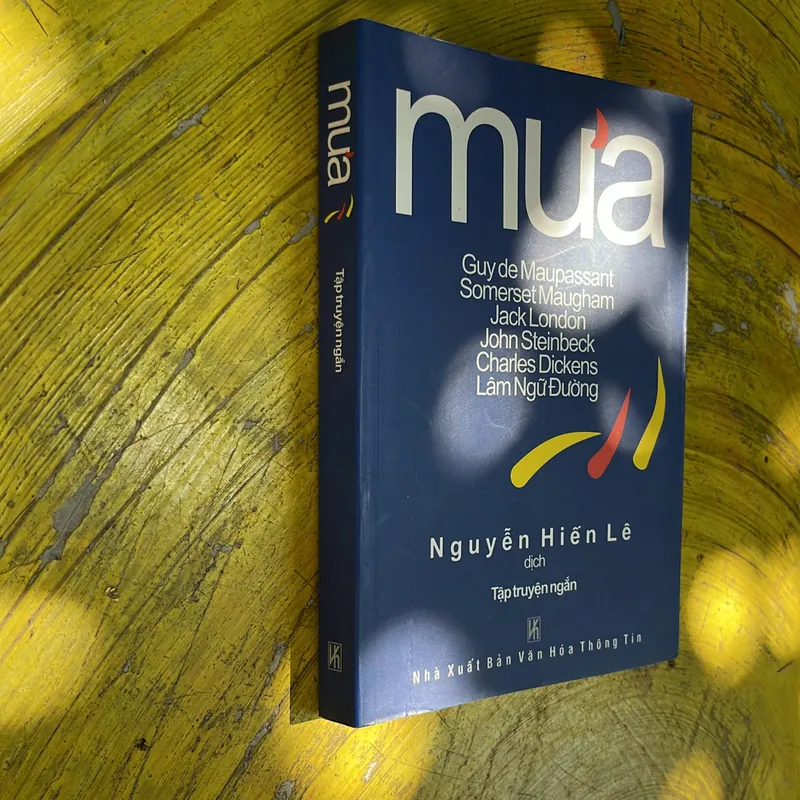 mưa
Tập truyện ngắn
mưa
Guy de Maupassant
Somerset Maugham
Jack London
John Steinbeck
Charles Dickens
Lâm Ngữ Đường
Nguyễn Hiến Lê
dịch
Tập truyện ngắn
Nhà Xuất Bản Văn Hóa Thông Tin